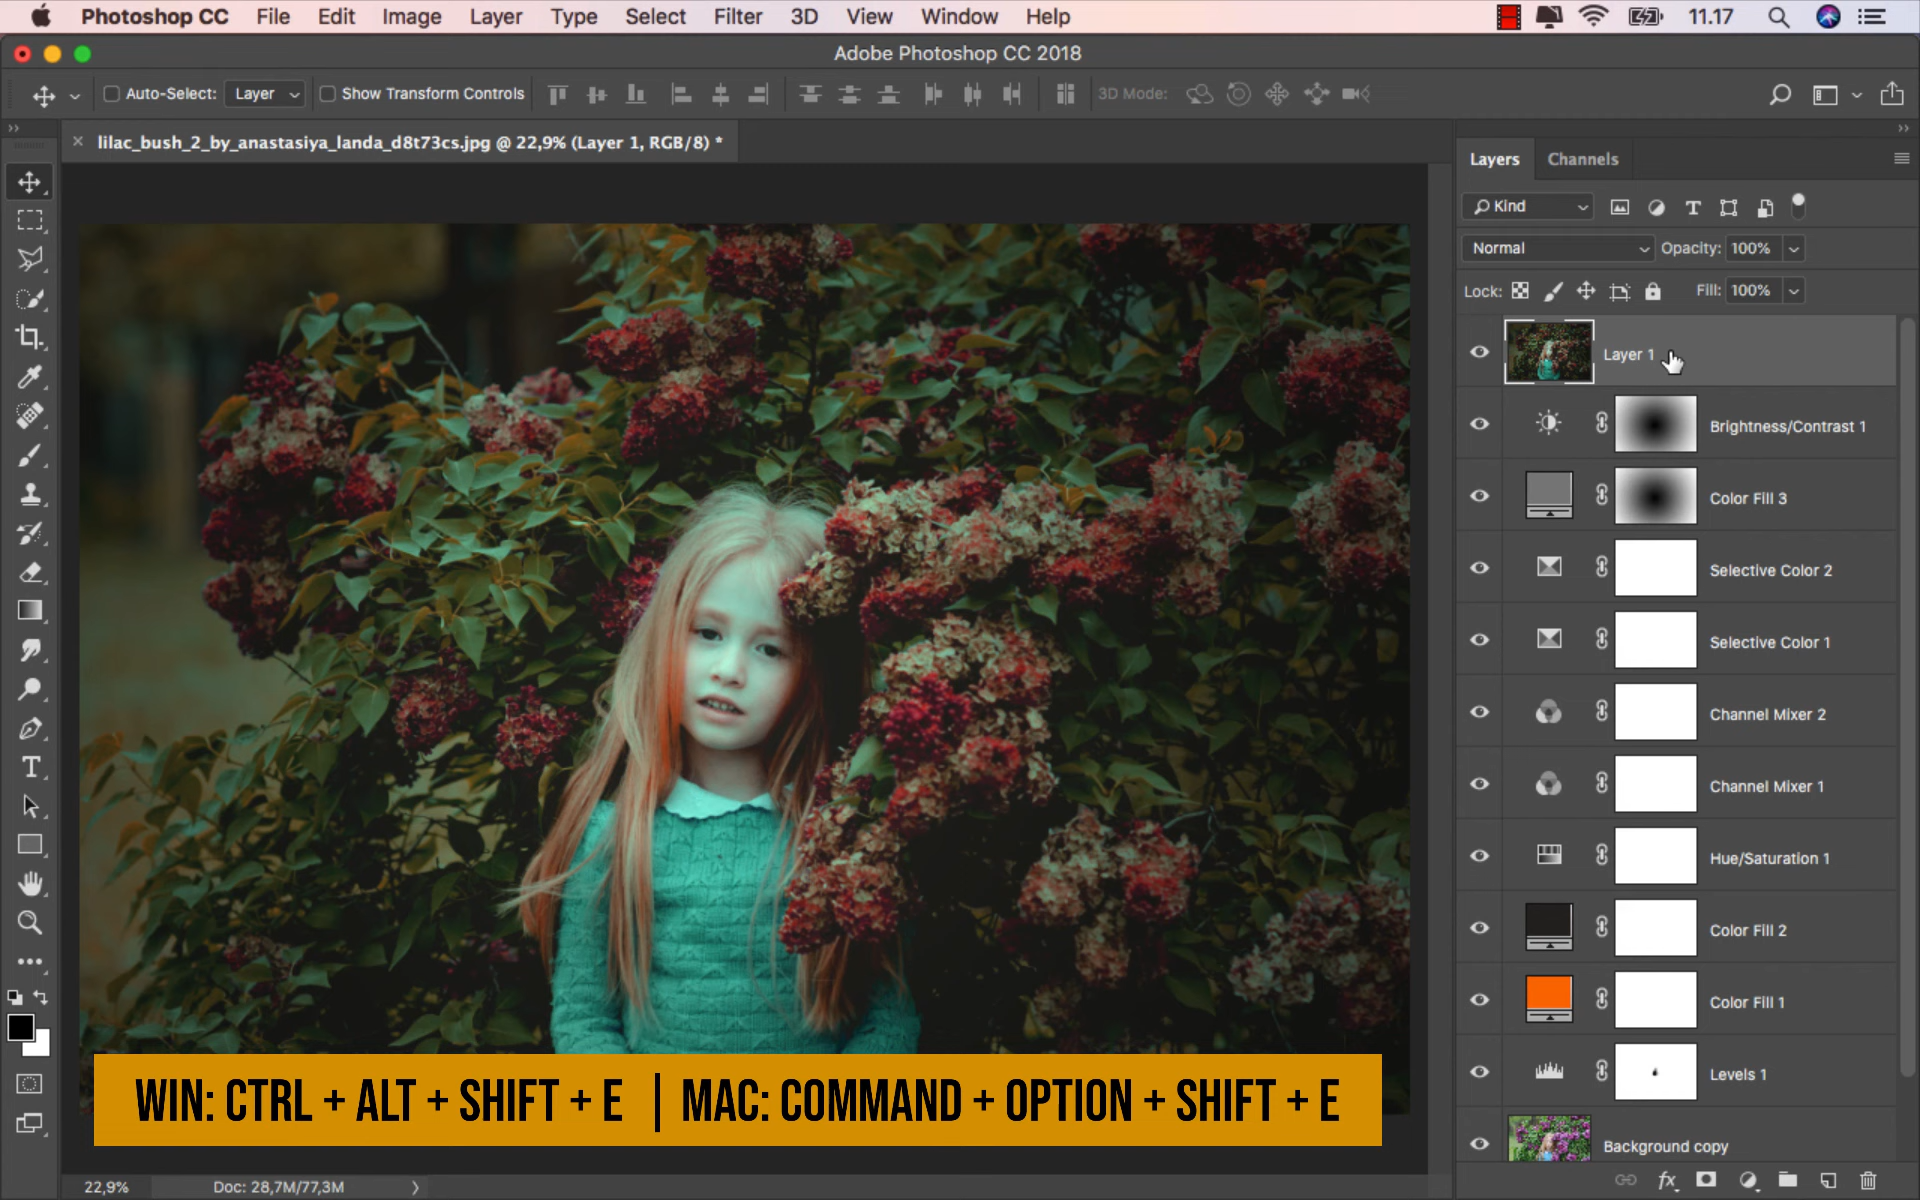 Photoshop CC File Edit Image Layer Type Select Filter 3D View Window Help 11.17
Adobe Photoshop CC 2018
Auto-Select: Layer Show Transform Controls 3D Mode:
lilac_bush_2_by_anastasiya_landa_d8t73cs.jpg @ 22,9% (Layer 1, RGB/8) *
Layers Channels
Kind
Normal Opacity: 100%
Lock: Fill: 100%
Layer 1
Brightness/Contrast 1
Color Fill 3
Selective Color 2
Selective Color 1
Channel Mixer 2
Channel Mixer 1
Hue/Saturation 1
Color Fill 2
Color Fill 1
Levels 1
Background copy
WIN: CTRL + ALT + SHIFT + E | MAC: COMMAND + OPTION + SHIFT + E
22,9% Doc: 28,7M/77,3M